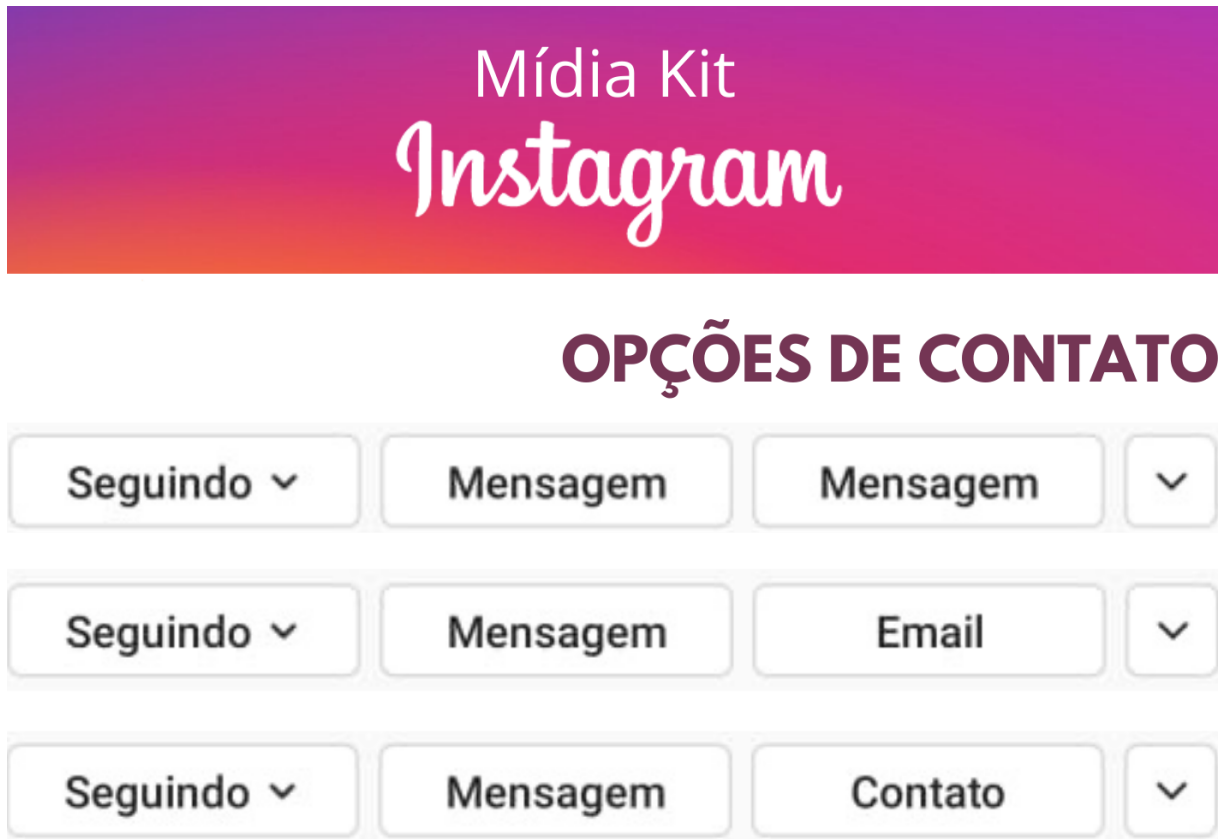 Mídia Kit
Instagram
OPÇÕES DE CONTATO
Seguindo Mensagem Mensagem
Seguindo Mensagem Email
Seguindo Mensagem Contato